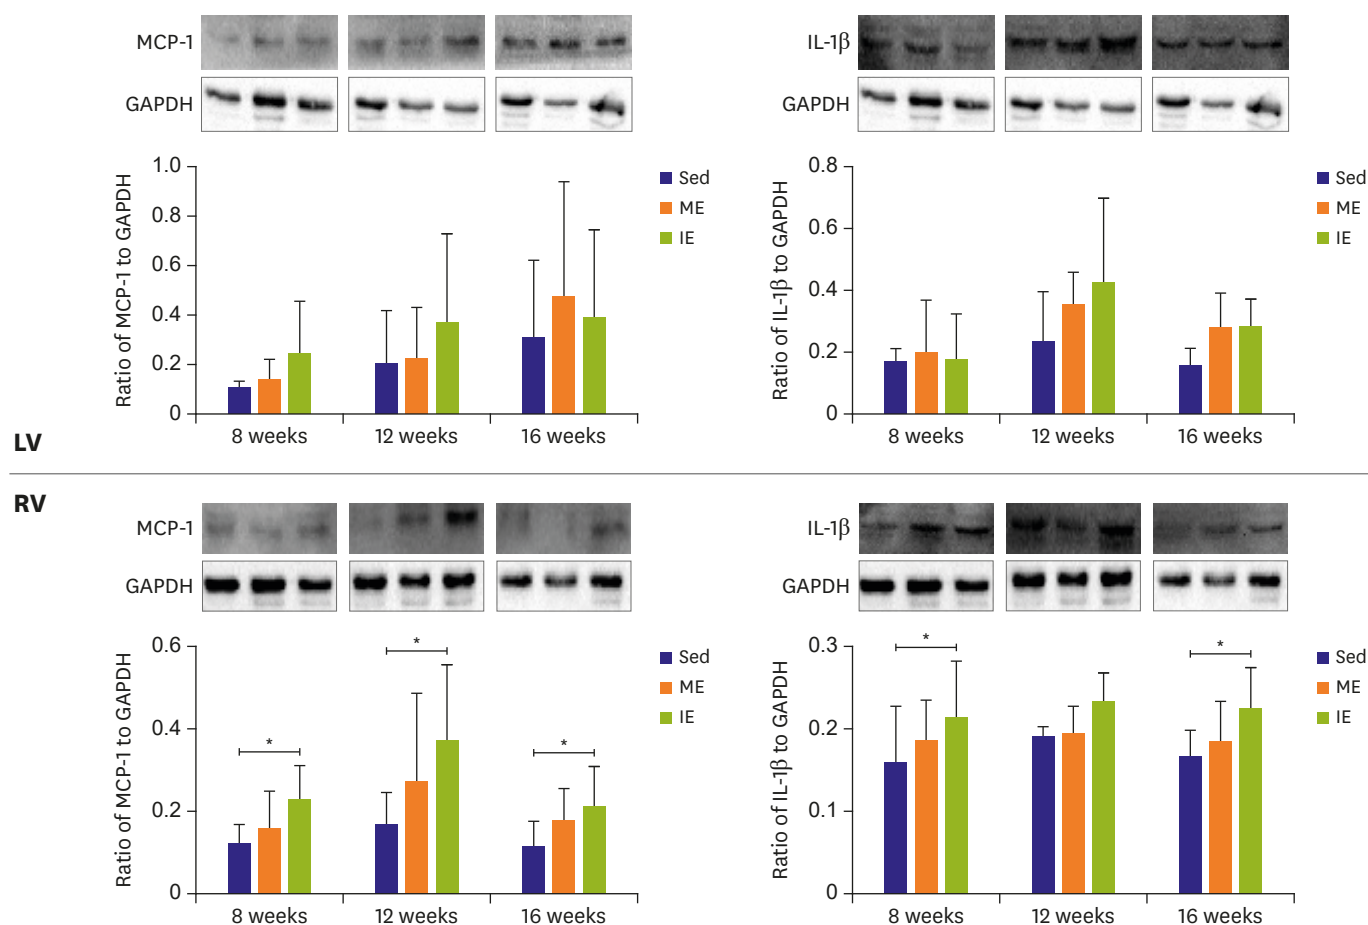 MCP-1
GAPDH
Ratio of MCP-1 to GAPDH
1.0
0.8
0.6
0.4
0.2
0
8 weeks
12 weeks
16 weeks
Sed
ME
IE
IL-1β
GAPDH
Ratio of IL-1β to GAPDH
0.8
0.6
0.4
0.2
0
8 weeks
12 weeks
16 weeks
Sed
ME
IE
LV
RV
MCP-1
GAPDH
Ratio of MCP-1 to GAPDH
0.6
0.4
0.2
0
*
*
*
8 weeks
12 weeks
16 weeks
Sed
ME
IE
IL-1β
GAPDH
Ratio of IL-1β to GAPDH
0.3
0.2
0.1
0
*
*
8 weeks
12 weeks
16 weeks
Sed
ME
IE